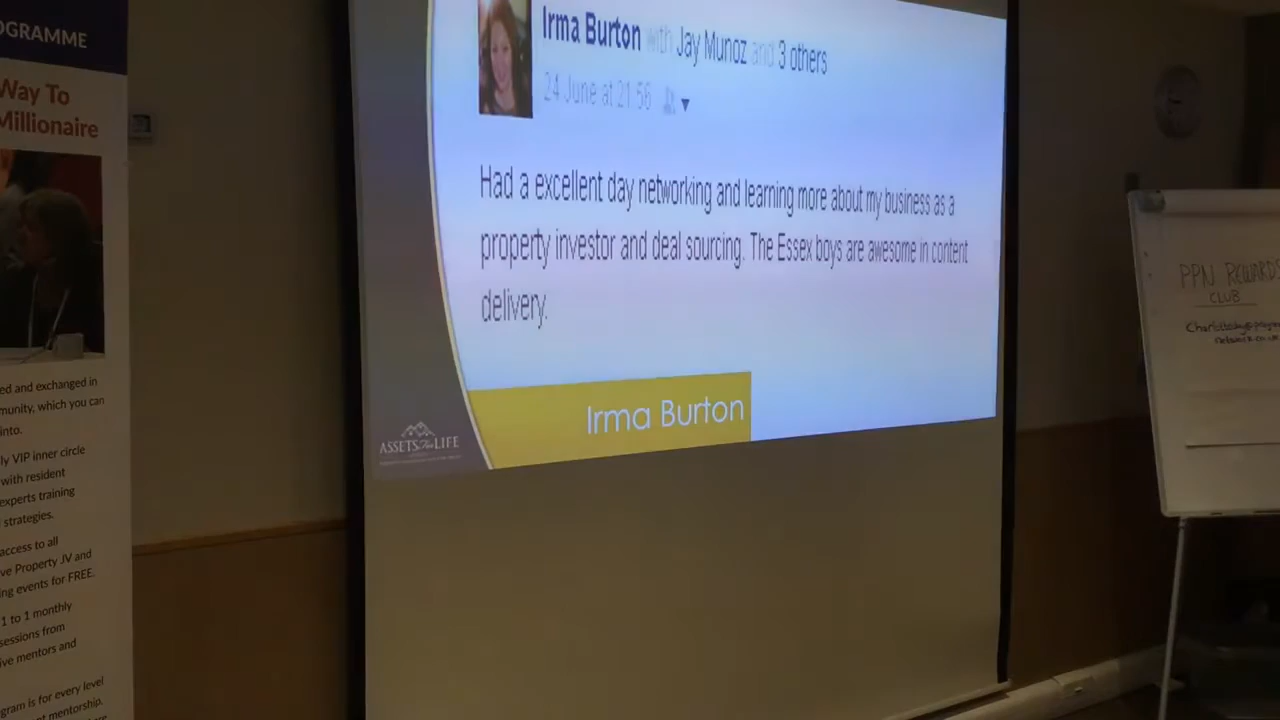 OGRAMME
Way To
Millionaire
ed and exchanged in
munity, which you can
into.
ly VIP inner circle
with resident
experts training
strategies.
access to all
ve Property JV and
ng events for FREE.
1 to 1 monthly
sessions from
ive mentors and
gram is for every level
mentorship.
Irma Burton with Jay Munoz and 3 others
24 June at 21:56
Had a excellent day networking and learning more about my business as a
property investor and deal sourcing. The Essex boys are awesome in content
delivery.
Irma Burton
ASSETS For LIFE
PPN REWARDS
CLUB
network.co.uk